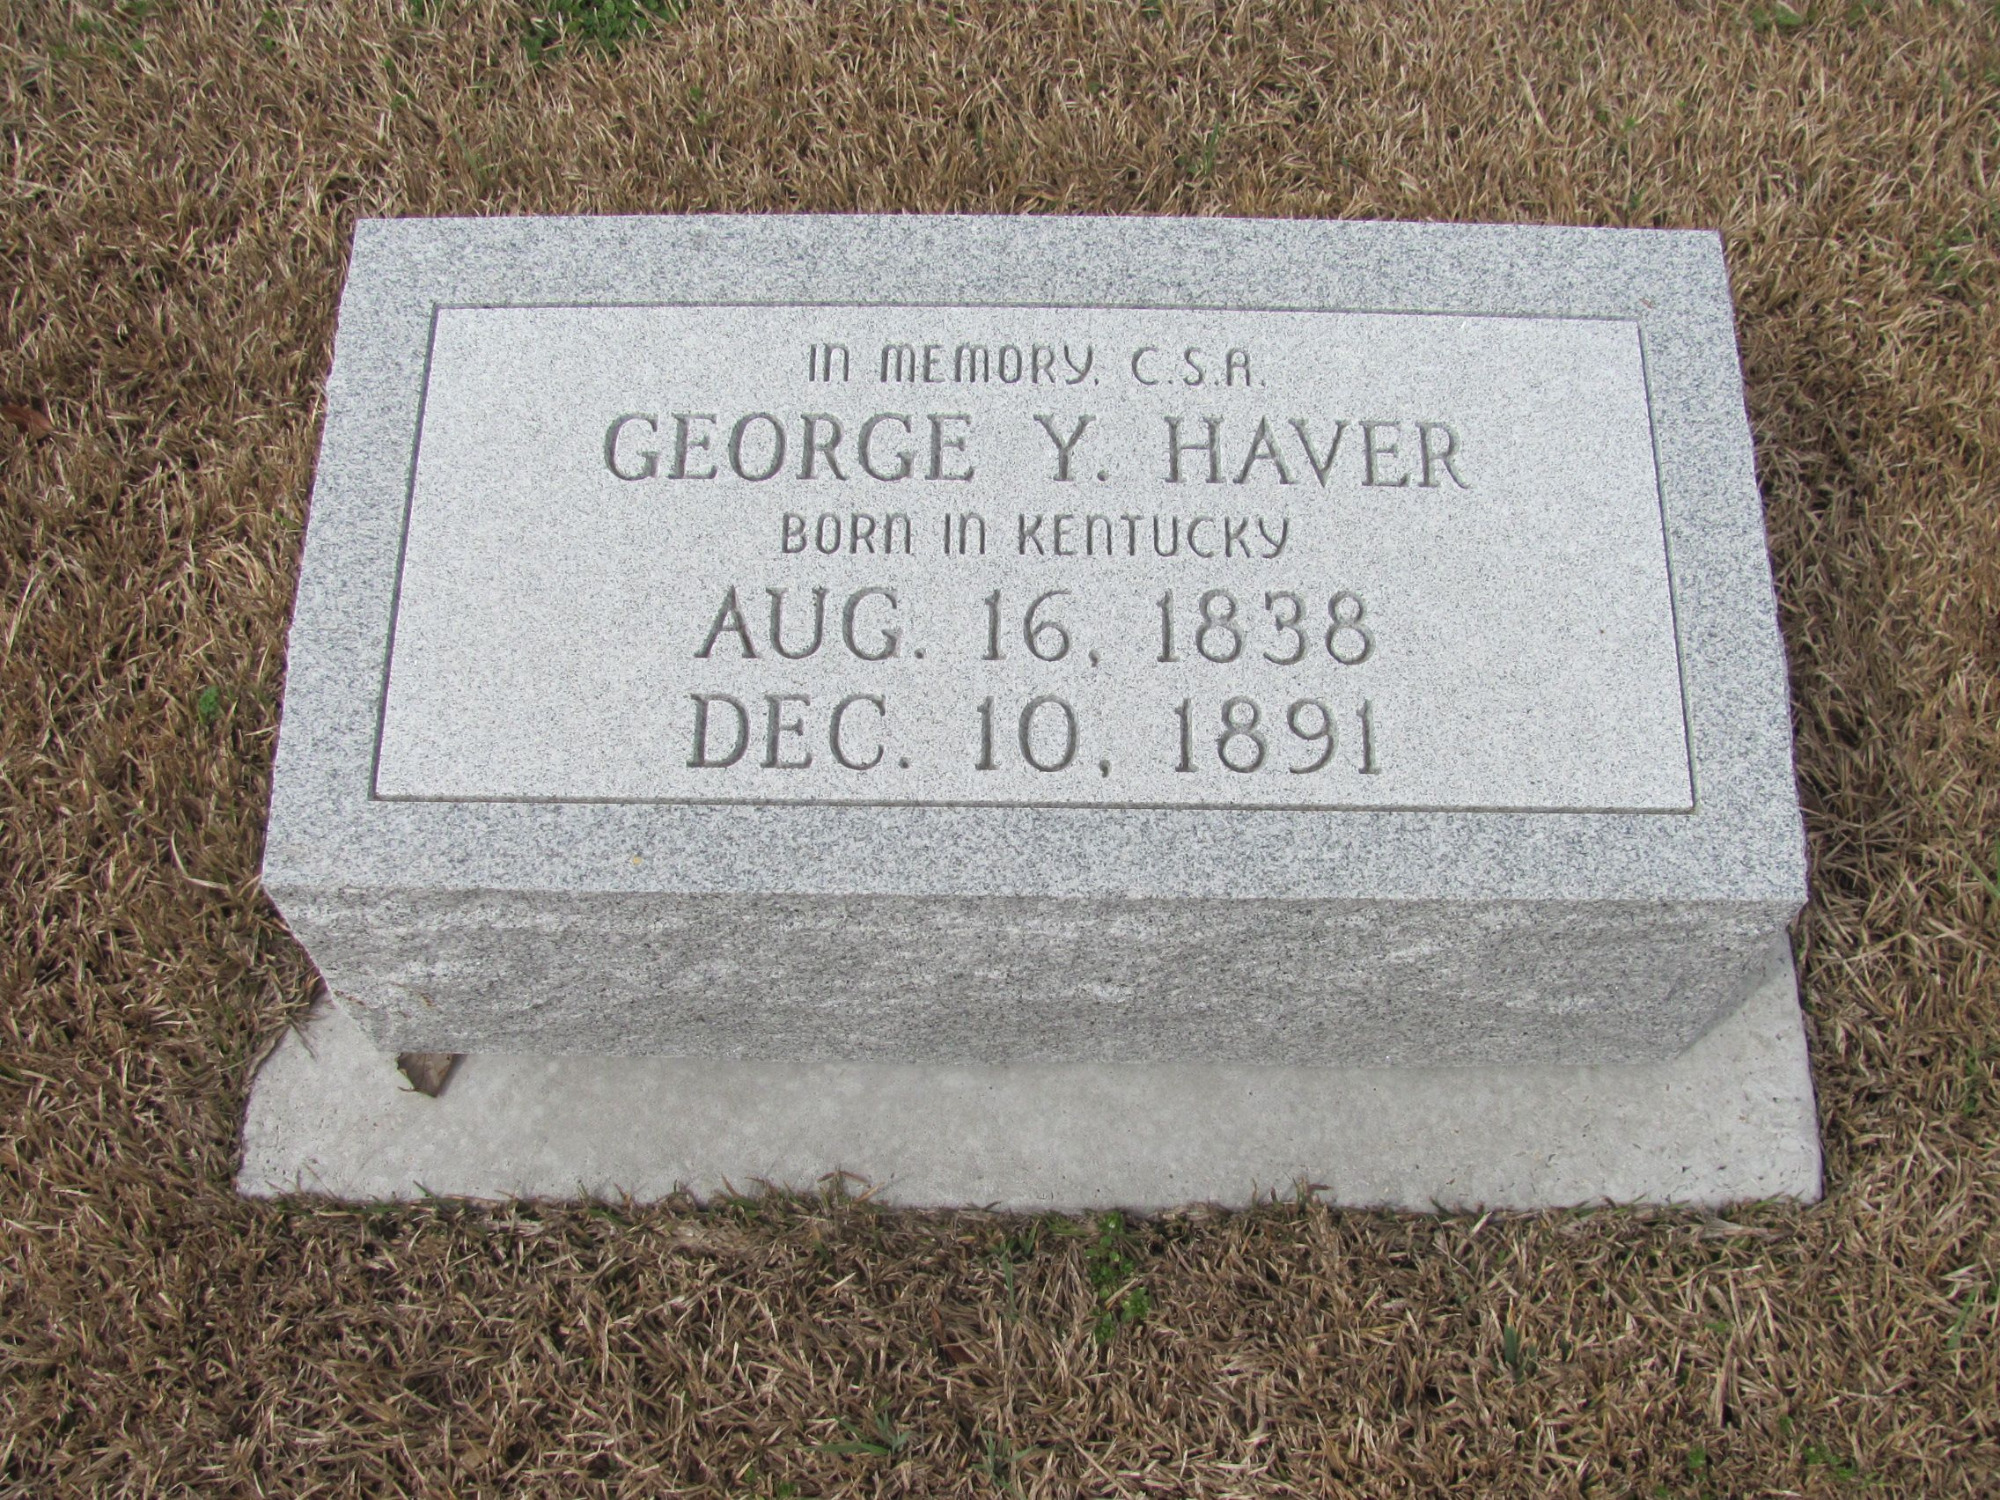 IN MEMORY, C.S.A.
GEORGE Y. HAVER
BORN IN KENTUCKY
AUG. 16, 1838
DEC. 10, 1891